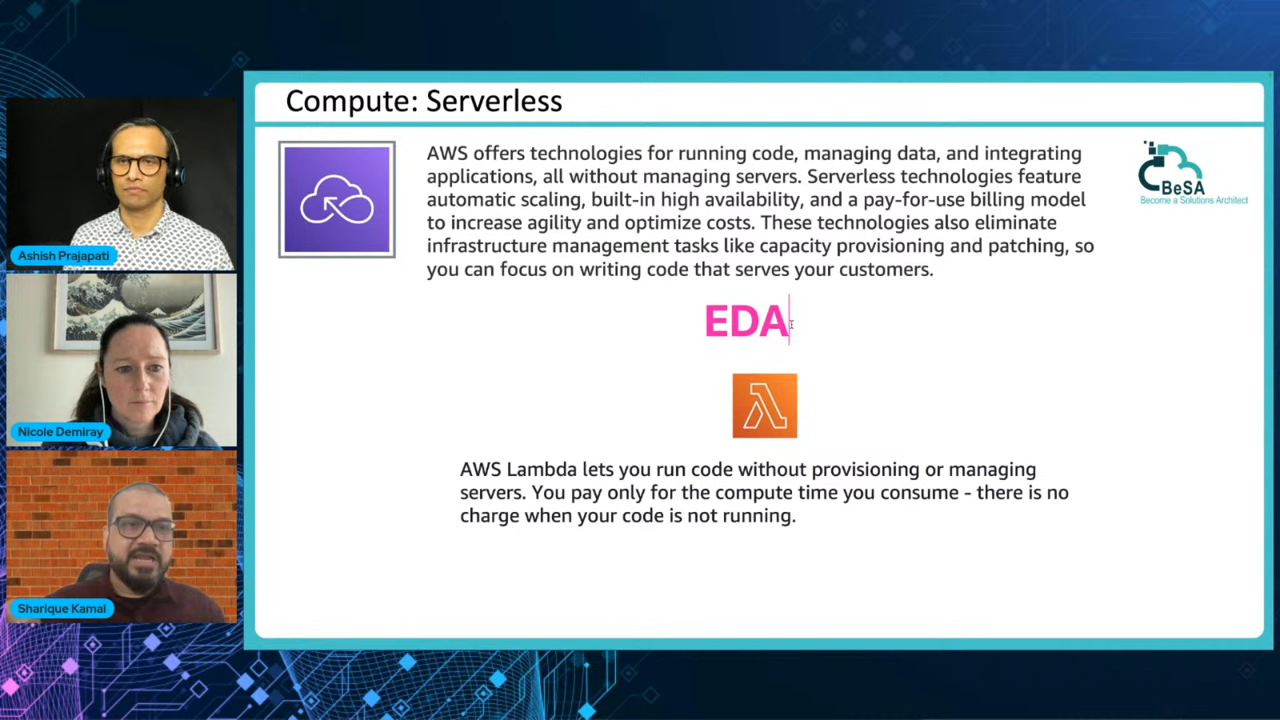 Compute: Serverless
AWS offers technologies for running code, managing data, and integrating
applications, all without managing servers. Serverless technologies feature
automatic scaling, built-in high availability, and a pay-for-use billing model
to increase agility and optimize costs. These technologies also eliminate
infrastructure management tasks like capacity provisioning and patching, so
you can focus on writing code that serves your customers.
BeSA
Become a Solutions Architect
EDA
AWS Lambda lets you run code without provisioning or managing
servers. You pay only for the compute time you consume - there is no
charge when your code is not running.
Ashish Prajapati
Nicole Demiray
Sharique Kamal